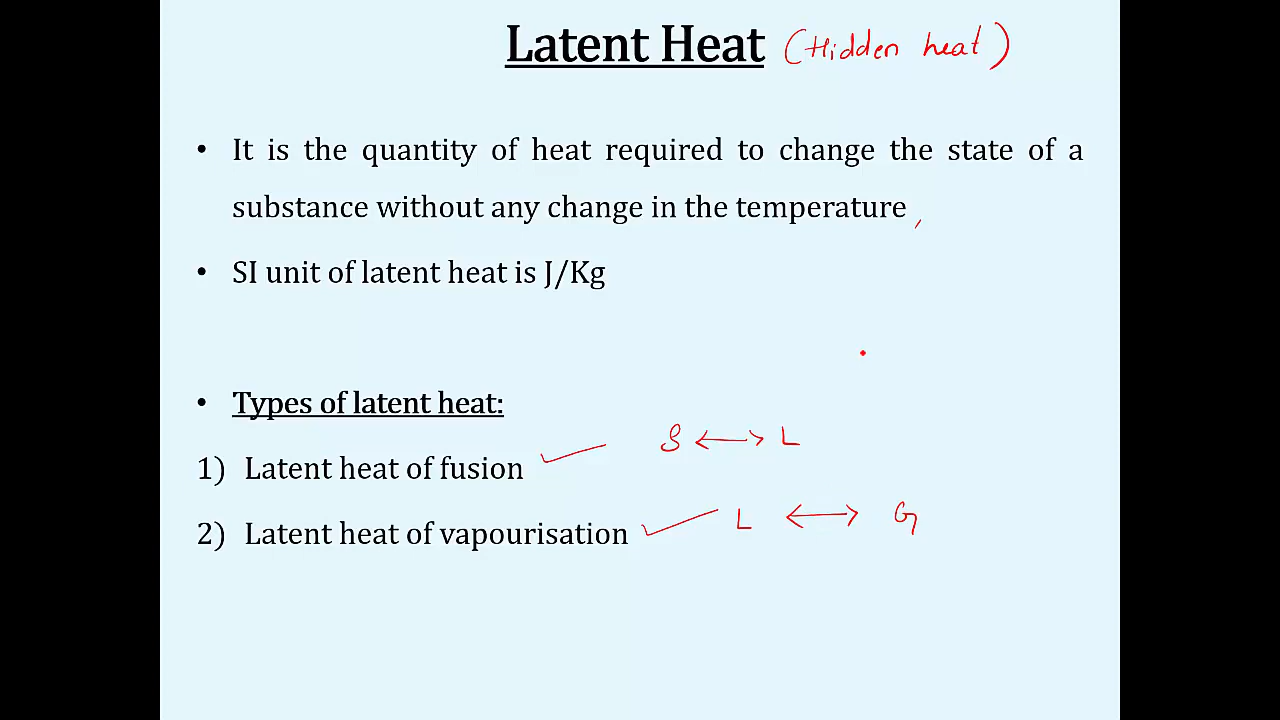 Latent Heat (Hidden heat)
• It is the quantity of heat required to change the state of a
substance without any change in the temperature
• SI unit of latent heat is J/Kg
• Types of latent heat:
1) Latent heat of fusion S ⟷ L
2) Latent heat of vapourisation L ⟷ G